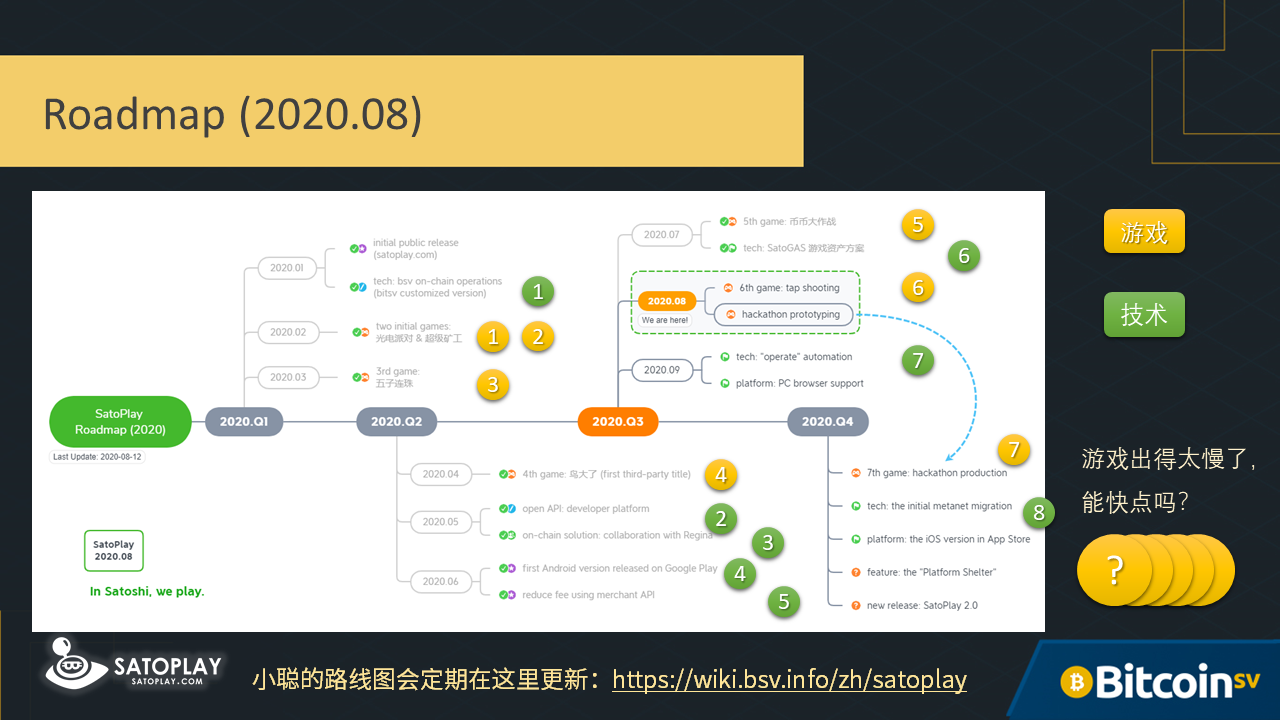 Roadmap (2020.08)
SatoPlay
Roadmap (2020)
Last Update: 2020-08-12
2020.Q1
2020.01
initial public release
(satoplay.com)
tech: bsv on-chain operations
(bitsv customized version)
1
2020.02
two initial games:
光电派对 & 超级矿工
1
2
2020.03
3rd game:
五子连珠
3
2020.Q2
2020.04
4th game: 鸟大了 (first third-party title)
4
2020.05
open API: developer platform
2
on-chain solution: collaboration with Regina
3
2020.06
first Android version released on Google Play
4
reduce fee using merchant API
5
2020.Q3
2020.07
5th game: 币币大作战
5
tech: SatoGAS 游戏资产方案
6
2020.08
We are here!
6th game: tap shooting
6
hackathon prototyping
2020.09
tech: "operate" automation
7
platform: PC browser support
2020.Q4
7th game: hackathon production
7
tech: the initial metanet migration
8
platform: the iOS version in App Store
feature: the "Platform Shelter"
new release: SatoPlay 2.0
SatoPlay
2020.08
In Satoshi, we play.
游戏
技术
游戏出得太慢了,
能快点吗?
?
SATOPLAY
SATOPLAY.COM
小聪的路线图会定期在这里更新：https://wiki.bsv.info/zh/satoplay
Bitcoin SV